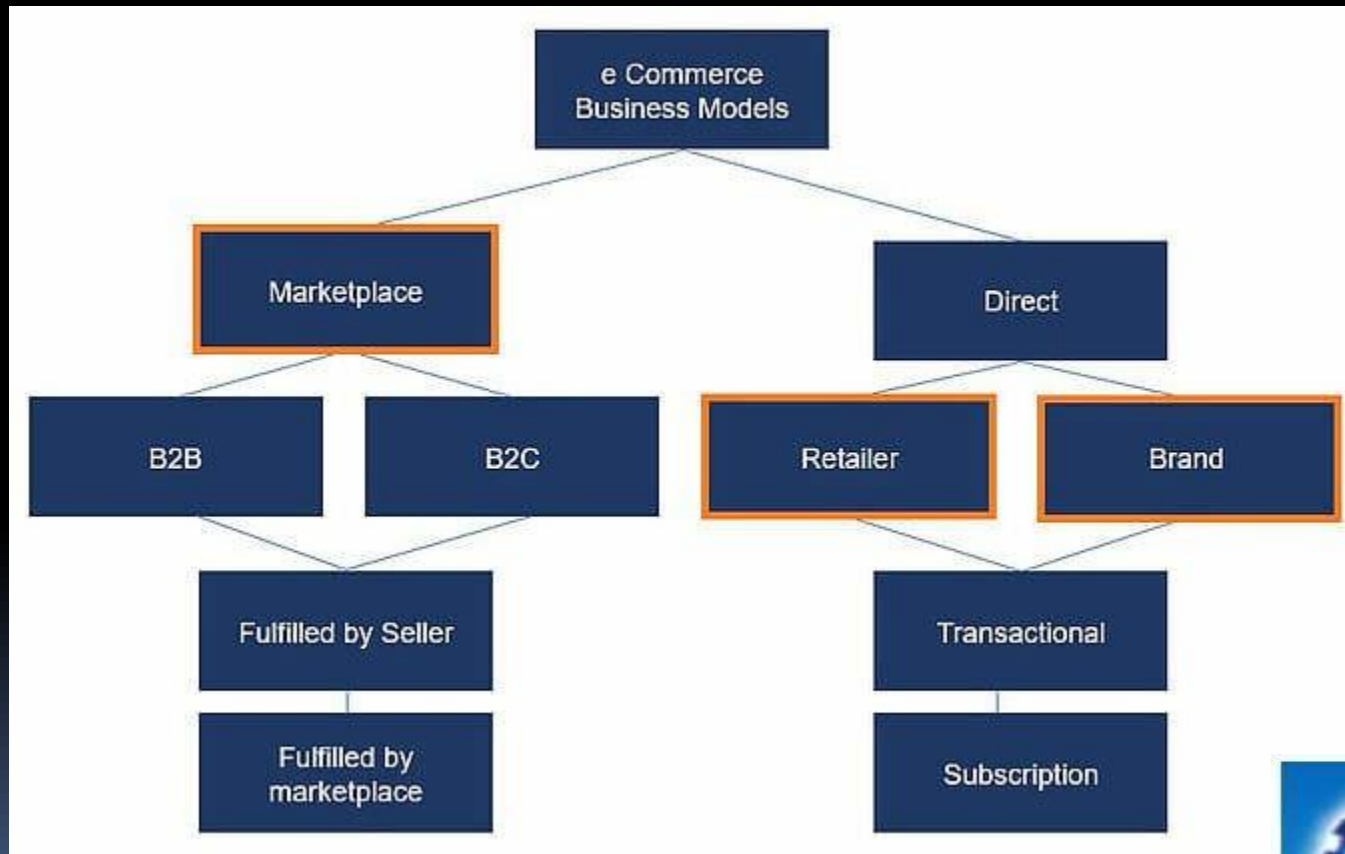 e Commerce
Business Models
Marketplace
Direct
B2B
B2C
Retailer
Brand
Fulfilled by Seller
Transactional
Fulfilled by
marketplace
Subscription